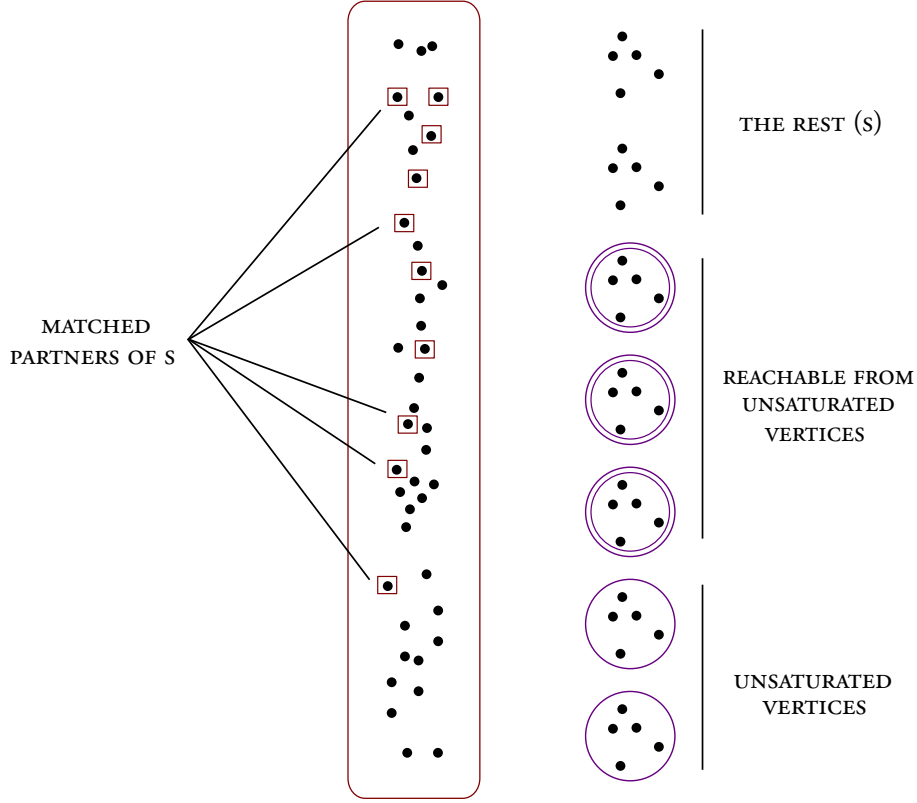 THE REST (S)
MATCHED
PARTNERS OF S
REACHABLE FROM
UNSATURATED
VERTICES
UNSATURATED
VERTICES